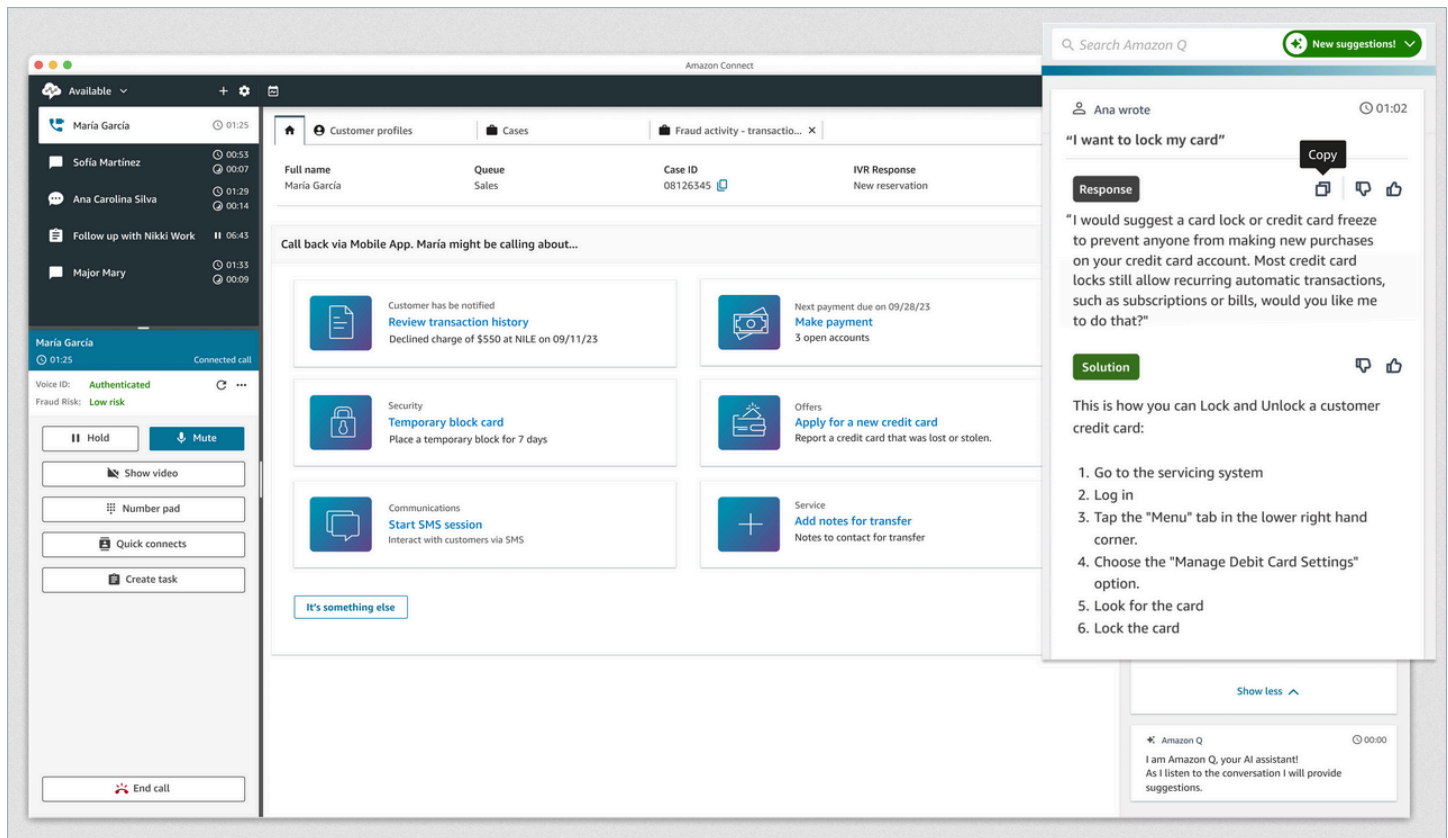 Amazon Connect
Available
María García 01:25
Sofía Martínez 00:53
00:07
Ana Carolina Silva 01:29
00:14
Follow up with Nikki Work 06:43
Major Mary 01:33
00:09
María García
01:25 Connected call
Voice ID: Authenticated
Fraud Risk: Low risk
Hold Mute
Show video
Number pad
Quick connects
Create task
End call
Customer profiles Cases Fraud activity - transactio...
Full name Queue Case ID IVR Response
María García Sales 08126345 New reservation
Call back via Mobile App. María might be calling about...
Customer has be notified
Review transaction history
Declined charge of $550 at NILE on 09/11/23
Next payment due on 09/28/23
Make payment
3 open accounts
Security
Temporary block card
Place a temporary block for 7 days
Offers
Apply for a new credit card
Report a credit card that was lost or stolen.
Communications
Start SMS session
Interact with customers via SMS
Service
Add notes for transfer
Notes to contact for transfer
It's something else
Search Amazon Q New suggestions!
Ana wrote 01:02
“I want to lock my card”
Copy
Response
“I would suggest a card lock or credit card freeze
to prevent anyone from making new purchases
on your credit card account. Most credit card
locks still allow recurring automatic transactions,
such as subscriptions or bills, would you like me
to do that?"
Solution
This is how you can Lock and Unlock a customer
credit card:
1. Go to the servicing system
2. Log in
3. Tap the "Menu" tab in the lower right hand
corner.
4. Choose the "Manage Debit Card Settings"
option.
5. Look for the card
6. Lock the card
Show less
Amazon Q 00:00
I am Amazon Q, your AI assistant!
As I listen to the conversation I will provide
suggestions.